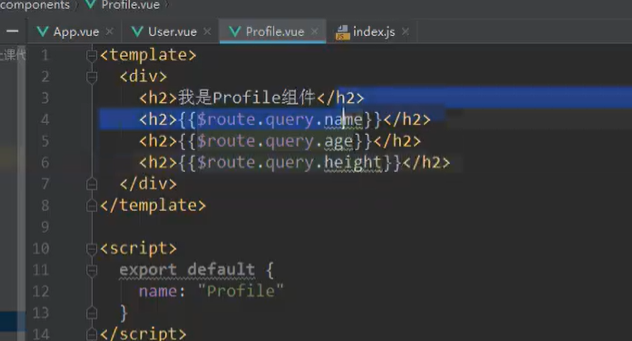 components
Profile.vue
App.vue
User.vue
Profile.vue
index.js
1 <template>
2 <div>
3 <h2>我是Profile组件</h2>
4 <h2>{{$route.query.name}}</h2>
5 <h2>{{$route.query.age}}</h2>
6 <h2>{{$route.query.height}}</h2>
7 </div>
8 </template>
9
10 <script>
11 export default {
12 name: "Profile"
13 }
14 </script>